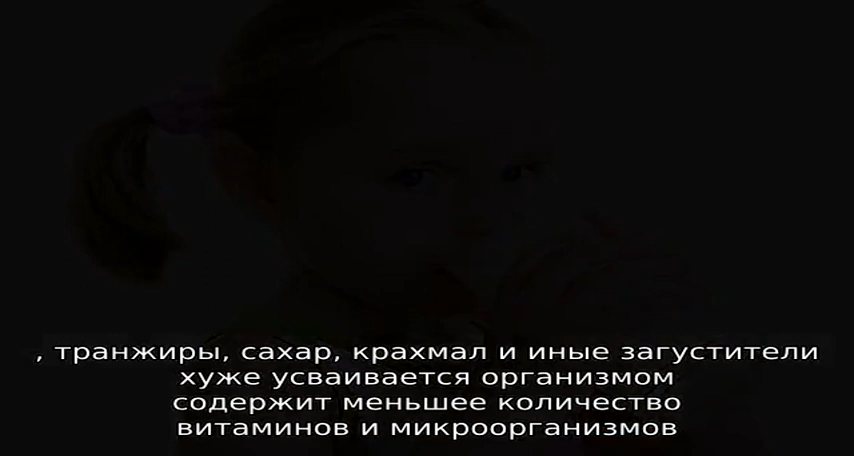 , транжиры, сахар, крахмал и иные загустители
хуже усваивается организмом
содержит меньшее количество
витаминов и микроорганизмов